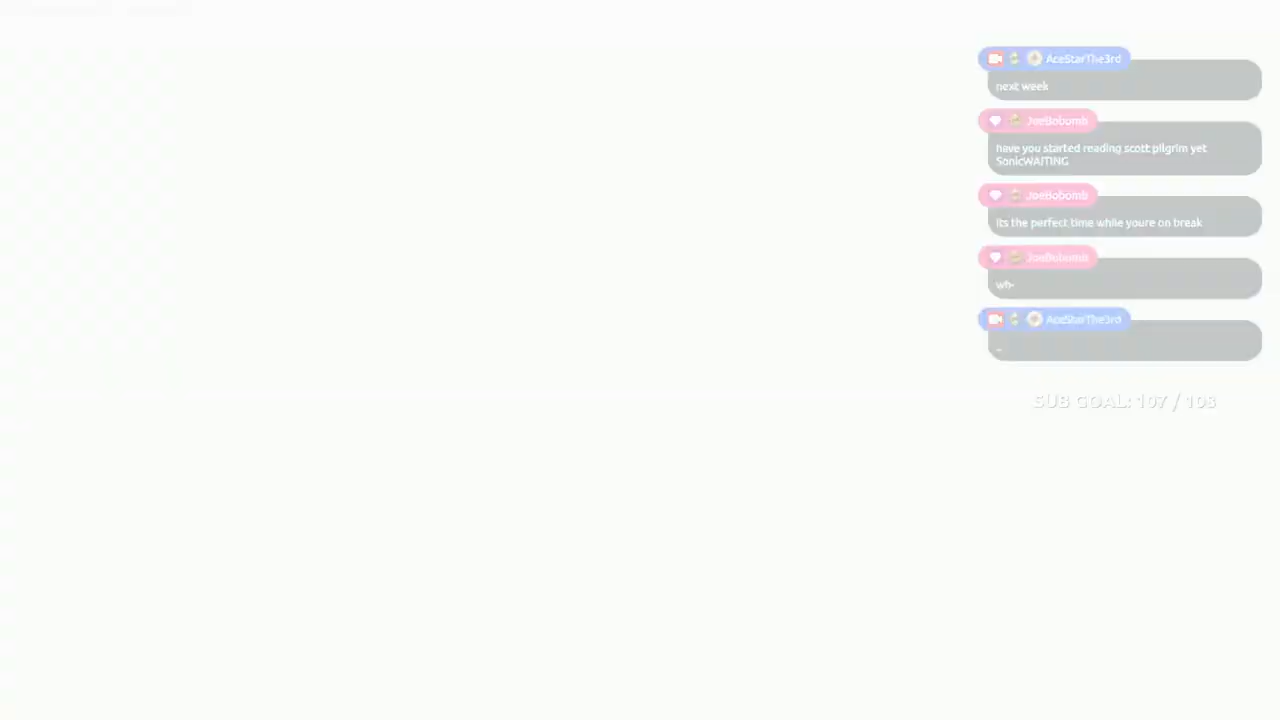 AceStarThe3rd
next week
JoeBobomb
have you started reading scott pilgrim yet
SonicWAITING
JoeBobomb
its the perfect time while youre on break
JoeBobomb
wh-
AceStarThe3rd
SUB GOAL: 107 / 108